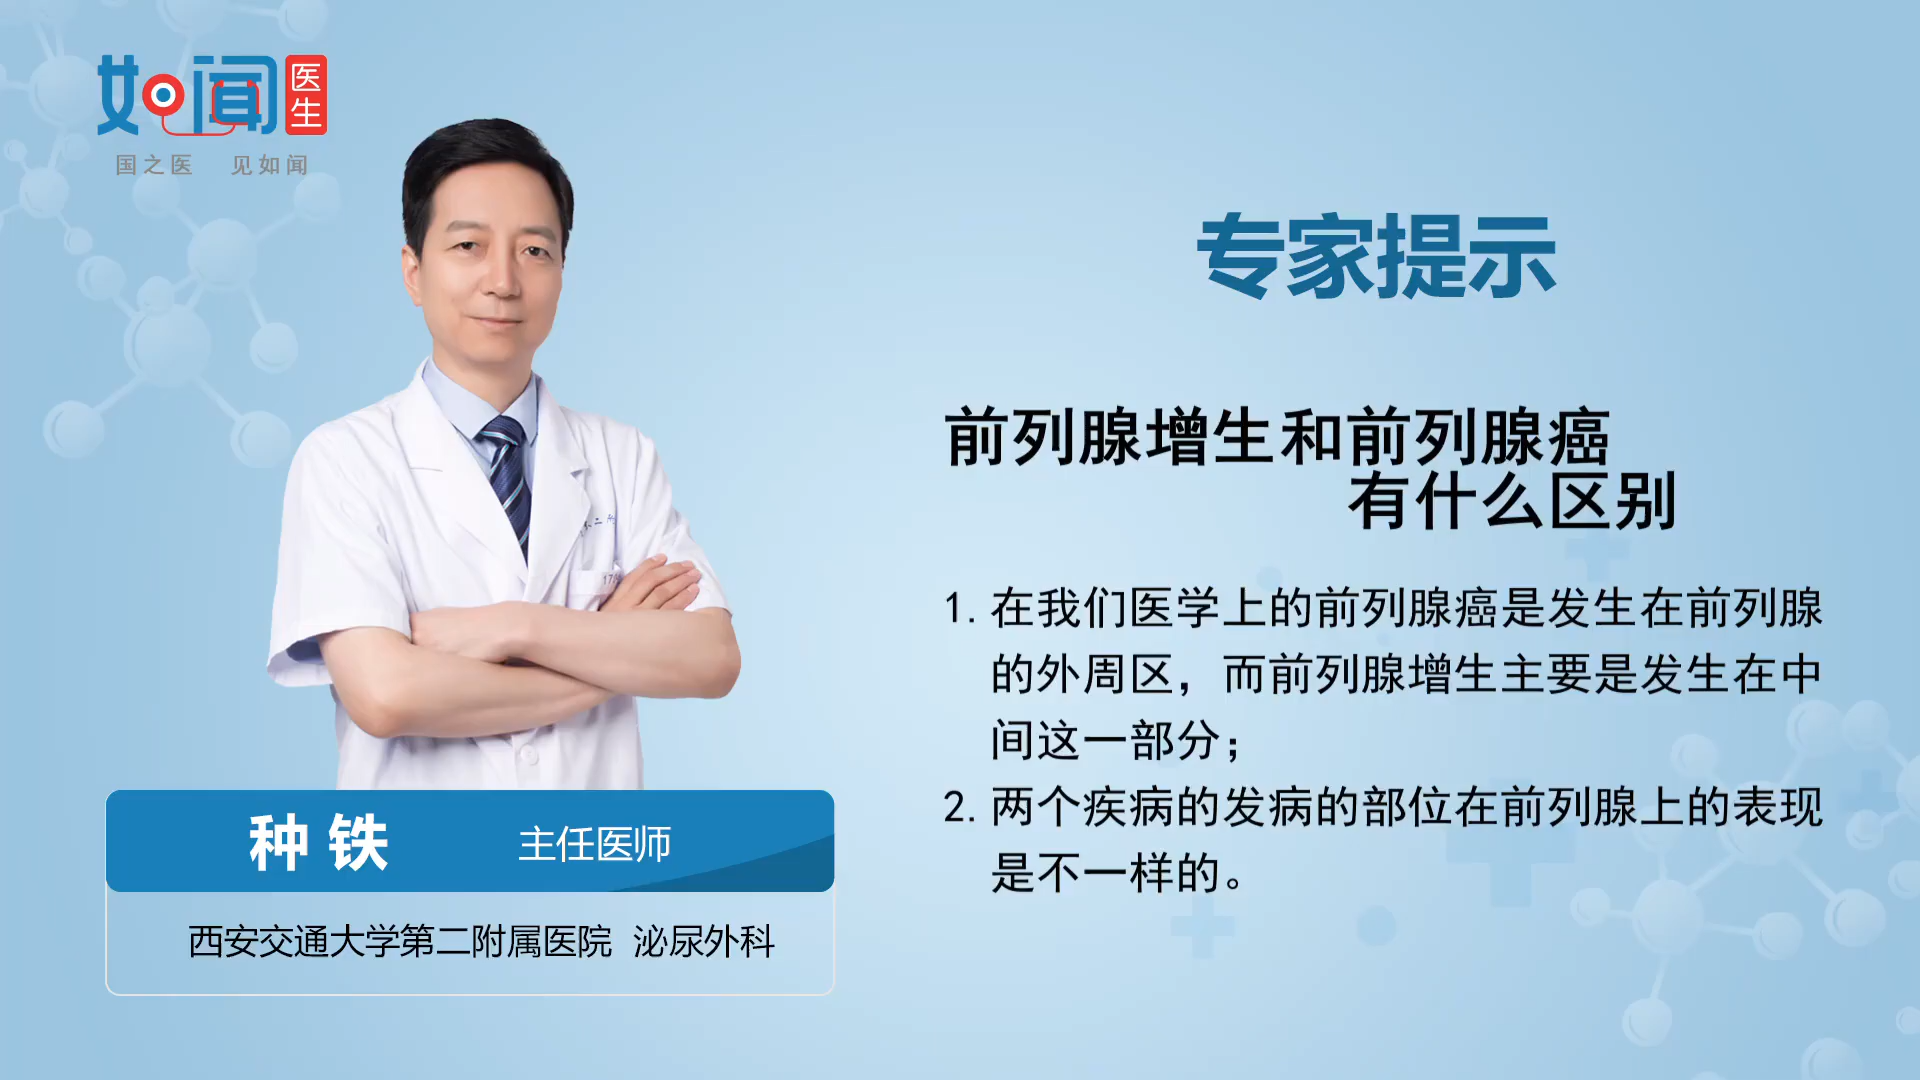 如闻医生
国之医 见如闻
专家提示
前列腺增生和前列腺癌
有什么区别
1. 在我们医学上的前列腺癌是发生在前列腺
的外周区，而前列腺增生主要是发生在中
间这一部分；
2. 两个疾病的发病的部位在前列腺上的表现
是不一样的。
种铁 主任医师
西安交通大学第二附属医院 泌尿外科